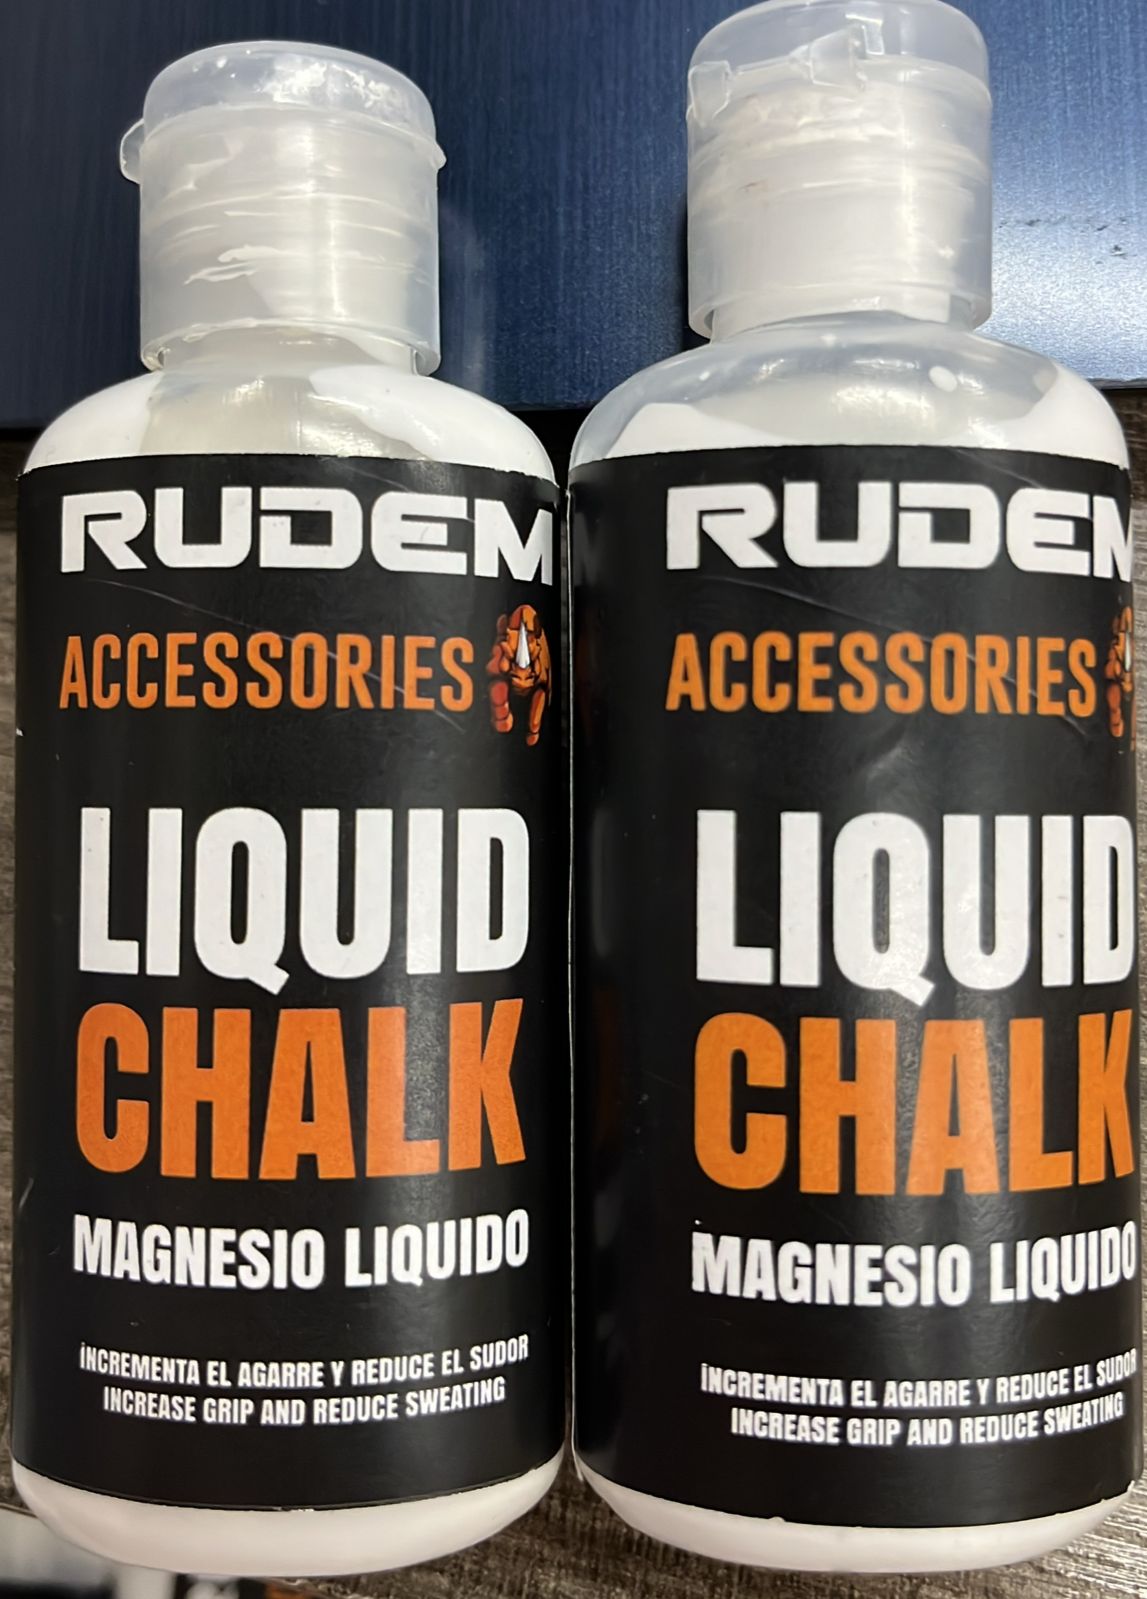 RUDEM
ACCESSORIES
LIQUID
CHALK
MAGNESIO LIQUIDO
INCREMENTA EL AGARRE Y REDUCE EL SUDOR
INCREASE GRIP AND REDUCE SWEATING
RUDEM
ACCESSORIES
LIQUID
CHALK
MAGNESIO LIQUIDO
INCREMENTA EL AGARRE Y REDUCE EL SUDOR
INCREASE GRIP AND REDUCE SWEATING